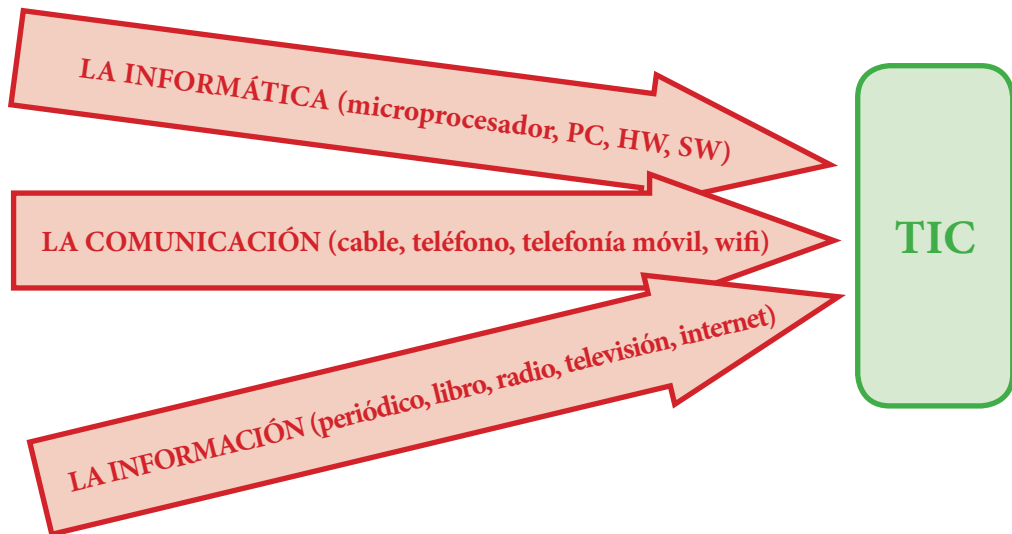 LA INFORMÁTICA (microprocesador, PC, HW, SW)
LA COMUNICACIÓN (cable, teléfono, telefonía móvil, wifi)
LA INFORMACIÓN (periódico, libro, radio, televisión, internet)
TIC